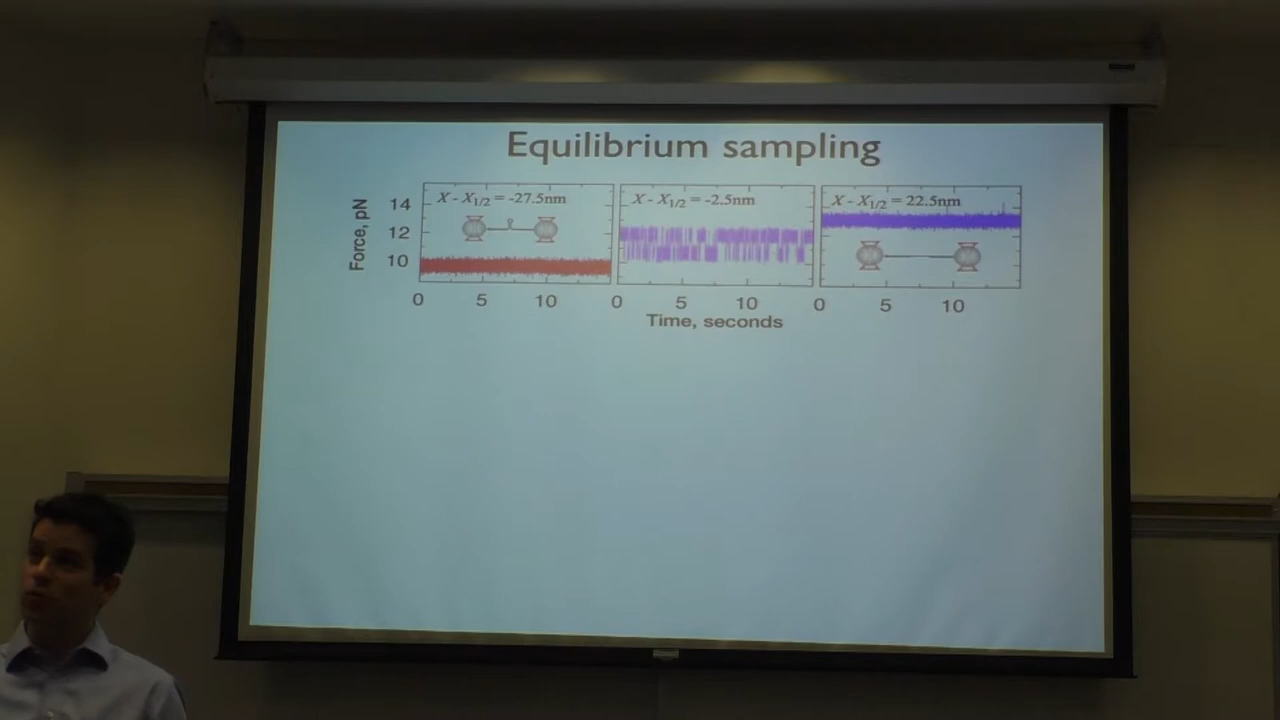 Equilibrium sampling
X - X1/2 = -27.5nm
X - X1/2 = -2.5nm
X - X1/2 = 22.5nm
Force, pN
14
12
10
0 5 10 0 5 10 0 5 10
Time, seconds